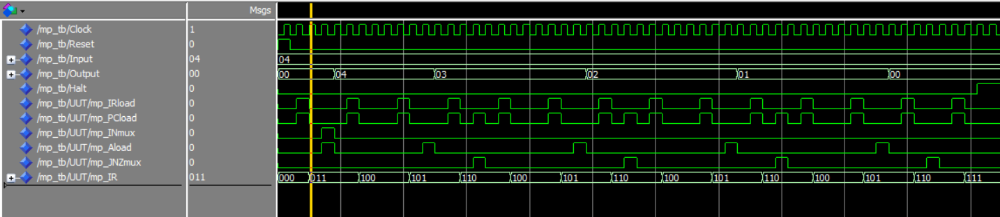 Msgs
/mp_tb/Clock 1
/mp_tb/Reset 0
/mp_tb/Input 04 04
/mp_tb/Output 00 00 04 03 02 01 00
/mp_tb/Halt 0
/mp_tb/UUT/mp_IRload 0
/mp_tb/UUT/mp_PCload 0
/mp_tb/UUT/mp_INmux 0
/mp_tb/UUT/mp_Aload 0
/mp_tb/UUT/mp_JNZmux 0
/mp_tb/UUT/mp_IR 011 000 011 100 101 110 100 101 110 100 101 110 100 101 110 111